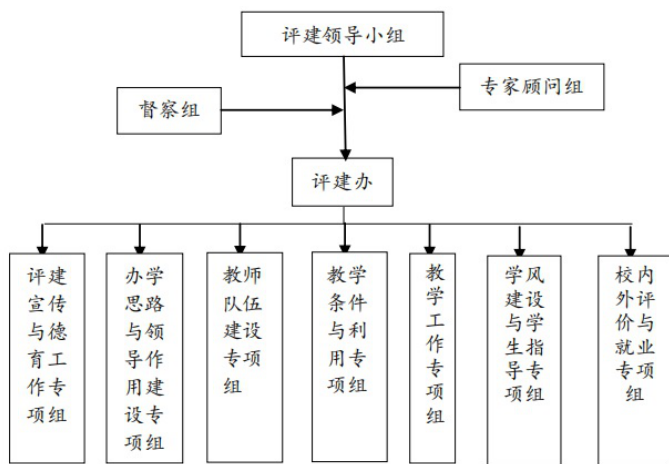 评建领导小组
专家顾问组
督察组
评建办
评建
宣传
与德
育工
作专
项组
办学
思路
与领
导作
用建
设专
项组
教师
队伍
建设
专项
组
教学
条件
与利
用专
项组
教
学
工
作
专
项
组
学风
建设
与学
生指
导专
项组
校内
外评
价与
就业
专项
组